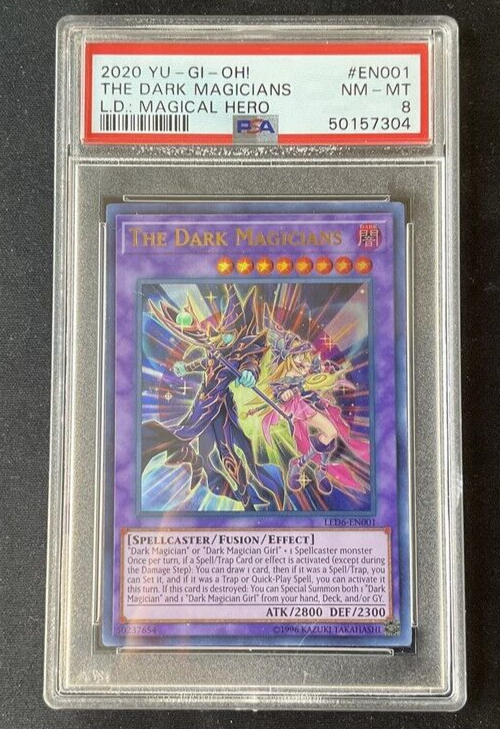 2020 YU-GI-OH! #EN001
THE DARK MAGICIANS NM-MT
L.D.: MAGICAL HERO 8
PSA 50157304
THE DARK MAGICIANS
DARK
闇
LED6-EN001
[SPELLCASTER/FUSION/EFFECT]
"Dark Magician" or "Dark Magician Girl" + 1 Spellcaster monster
Once per turn, if a Spell/Trap Card or effect is activated (except during
the Damage Step): You can draw 1 card, then if it was a Spell/Trap, you
can Set it, and if it was a Trap or Quick-Play Spell, you can activate it
this turn. If this card is destroyed: You can Special Summon both 1 "Dark
Magician" and 1 "Dark Magician Girl" from your hand, Deck, and/or GY.
ATK/2800 DEF/2300
50237654 ©1996 KAZUKI TAKAHASHI